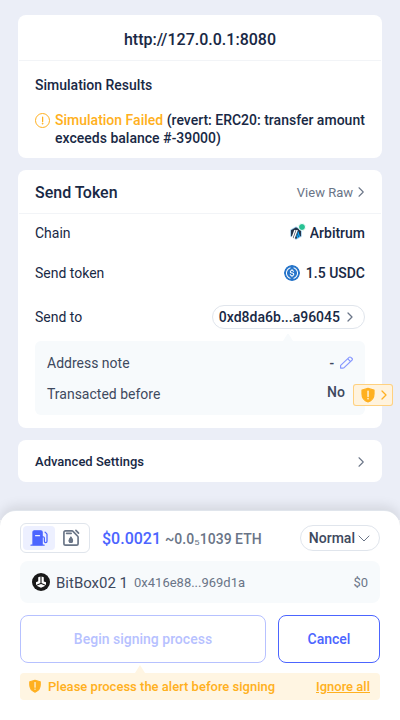 http://127.0.0.1:8080
Simulation Results
Simulation Failed (revert: ERC20: transfer amount
exceeds balance #-39000)
Send Token
View Raw
Chain
Arbitrum
Send token
1.5 USDC
Send to
0xd8da6b...a96045
Address note
-
Transacted before
No
Advanced Settings
$0.0021 ~0.0₅1039 ETH
Normal
BitBox02 1 0x416e88...969d1a
$0
Begin signing process
Cancel
Please process the alert before signing
Ignore all